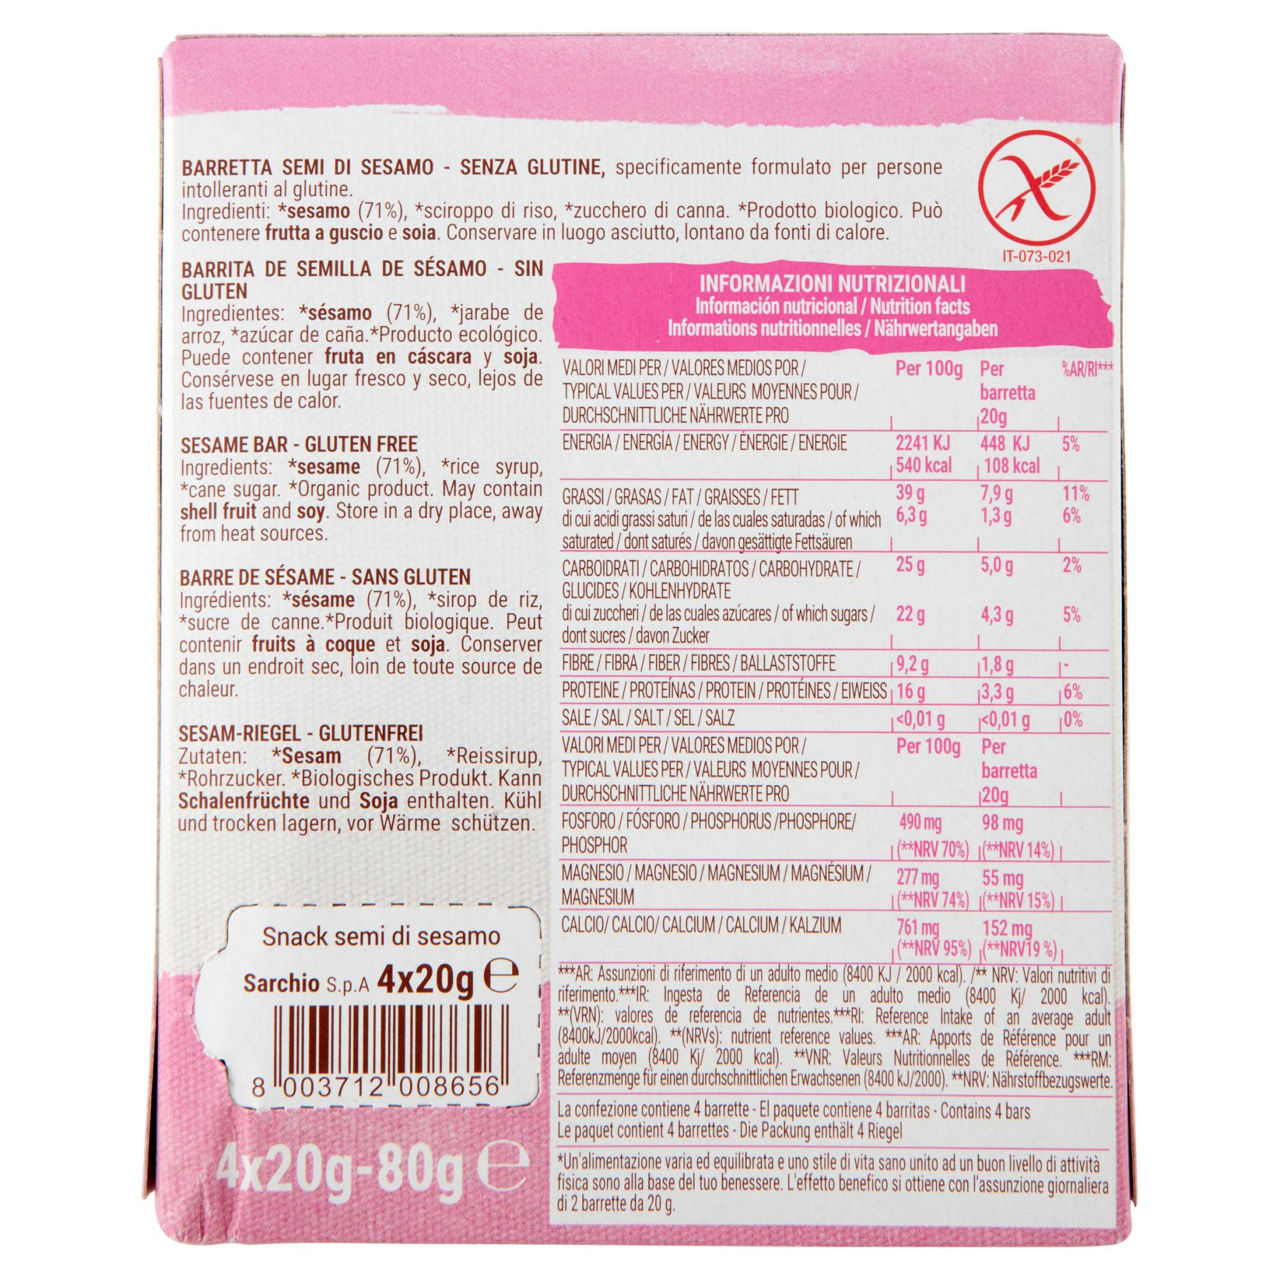 BARRETTA SEMI DI SESAMO - SENZA GLUTINE, specificamente formulato per persone
intolleranti al glutine.
Ingredienti: *sesamo (71%), *sciroppo di riso, *zucchero di canna. *Prodotto biologico. Può
contenere frutta a guscio e soia. Conservare in luogo asciutto, lontano da fonti di calore.
IT-073-021
BARRITA DE SEMILLA DE SÉSAMO - SIN
GLUTEN
Ingredientes: *sésamo (71%), *jarabe de
arroz, *azúcar de caña.*Producto ecológico.
Puede contener fruta en cáscara y soja.
Consérvese en lugar fresco y seco, lejos de
las fuentes de calor.
SESAME BAR - GLUTEN FREE
Ingredients: *sesame (71%), *rice syrup,
*cane sugar. *Organic product. May contain
shell fruit and soy. Store in a dry place, away
from heat sources.
BARRE DE SÉSAME - SANS GLUTEN
Ingrédients: *sésame (71%), *sirop de riz,
*sucre de canne.*Produit biologique. Peut
contenir fruits à coque et soja. Conserver
dans un endroit sec, loin de toute source de
chaleur.
SESAM-RIEGEL - GLUTENFREI
Zutaten: *Sesam (71%), *Reissirup,
*Rohrzucker. *Biologisches Produkt. Kann
Schalenfrüchte und Soja enthalten. Kühl
und trocken lagern, vor Wärme schützen.
Snack semi di sesamo
Sarchio S.p.A 4x20g e
8 003712 008656
4x20g-80g e
INFORMAZIONI NUTRIZIONALI
Información nutricional / Nutrition facts
Informations nutritionnelles / Nährwertangaben
VALORI MEDI PER / VALORES MEDIOS POR / Per 100g Per %AR/RI***
TYPICAL VALUES PER / VALEURS MOYENNES POUR / barretta
DURCHSCHNITTLICHE NÄHRWERTE PRO 20g
ENERGIA / ENERGÍA / ENERGY / ÉNERGIE / ENERGIE 2241 KJ 448 KJ 5%
540 kcal 108 kcal
GRASSI / GRASAS / FAT / GRAISSES / FETT 39 g 7,9 g 11%
di cui acidi grassi saturi / de las cuales saturadas / of which 6,3 g 1,3 g 6%
saturated / dont saturés / davon gesättigte Fettsäuren
CARBOIDRATI / CARBOHIDRATOS / CARBOHYDRATE / 25 g 5,0 g 2%
GLUCIDES / KOHLENHYDRATE
di cui zuccheri / de las cuales azúcares / of which sugars / 22 g 4,3 g 5%
dont sucres / davon Zucker
FIBRE / FIBRA / FIBER / FIBRES / BALLASTSTOFFE 9,2 g 1,8 g -
PROTEINE / PROTEÍNAS / PROTEIN / PROTÉINES / EIWEISS 16 g 3,3 g 6%
SALE / SAL / SALT / SEL / SALZ <0,01 g <0,01 g 0%
VALORI MEDI PER / VALORES MEDIOS POR / Per 100g Per
TYPICAL VALUES PER / VALEURS MOYENNES POUR / barretta
DURCHSCHNITTLICHE NÄHRWERTE PRO 20g
FOSFORO / FÓSFORO / PHOSPHORUS /PHOSPHORE/ 490 mg 98 mg
PHOSPHOR (**NRV 70%) (**NRV 14%)
MAGNESIO / MAGNESIO / MAGNESIUM / MAGNÉSIUM / 277 mg 55 mg
MAGNESIUM (**NRV 74%) (**NRV 15%)
CALCIO/ CALCIO/ CALCIUM / CALCIUM / KALZIUM 761 mg 152 mg
(**NRV 95%) (**NRV19 %)
***AR: Assunzioni di riferimento di un adulto medio (8400 KJ / 2000 kcal). /** NRV: Valori nutritivi di
riferimento.***IR: Ingesta de Referencia de un adulto medio (8400 Kj/ 2000 kcal).
**(VRN): valores de referencia de nutrientes.***RI: Reference Intake of an average adult
(8400kJ/2000kcal). **(NRVs): nutrient reference values. ***AR: Apports de Référence pour un
adulte moyen (8400 Kj/ 2000 kcal). **VNR: Valeurs Nutritionnelles de Référence. ***RM:
Referenzmenge für einen durchschnittlichen Erwachsenen (8400 kJ/2000). **NRV: Nährstoffbezugswerte.
La confezione contiene 4 barrette - El paquete contiene 4 barritas - Contains 4 bars
Le paquet contient 4 barrettes - Die Packung enthält 4 Riegel
*Un'alimentazione varia ed equilibrata e uno stile di vita sano unito ad un buon livello di attività
fisica sono alla base del tuo benessere. L'effetto benefico si ottiene con l'assunzione giornaliera
di 2 barrette da 20 g.